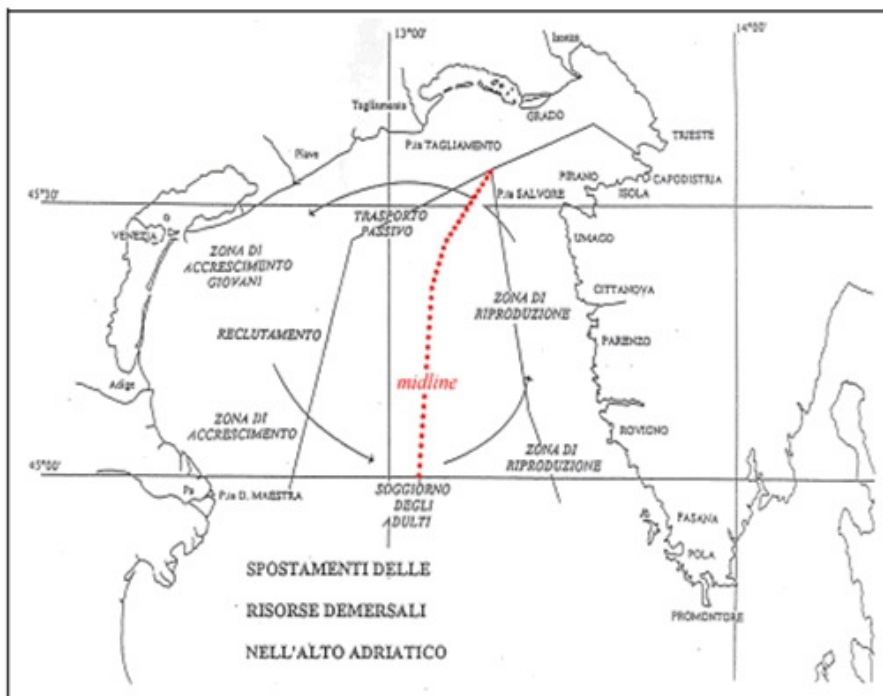 13°00'
14°00'
Isonzo
Tagliamento
GRADO
P.ta TAGLIAMENTO
TRIESTE
Piave
PIRANO
CAPODISTRIA
ISOLA
45°30'
P.ta SALVORE
TRASPORTO
PASSIVO
VENEZIA
UMAGO
ZONA DI
ACCRESCIMENTO
GIOVANI
CITTANOVA
ZONA DI
RIPRODUZIONE
RECLUTAMENTO
PARENZO
midline
Adige
ZONA DI
ACCRESCIMENTO
ROVIGNO
ZONA DI
RIPRODUZIONE
45°00'
Po
P.ta D. MAESTRA
SOGGIORNO
DEGLI
ADULTI
PASANA
POLA
PROMONTORE
SPOSTAMENTI DELLE
RISORSE DEMERSALI
NELL'ALTO ADRIATICO